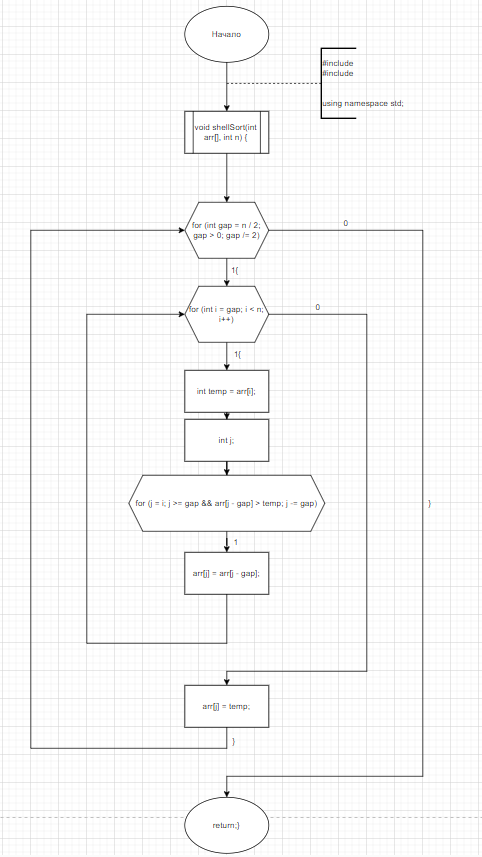 Начало
#include
#include
using namespace std;
void shellSort(int
arr[], int n) {
for (int gap = n / 2;
gap > 0; gap /= 2)
0
1{
for (int i = gap; i < n;
i++)
0
1{
int temp = arr[i];
int j;
for (j = i; j >= gap && arr[j - gap] > temp; j -= gap)
}
1
arr[j] = arr[j - gap];
arr[j] = temp;
}
return;}